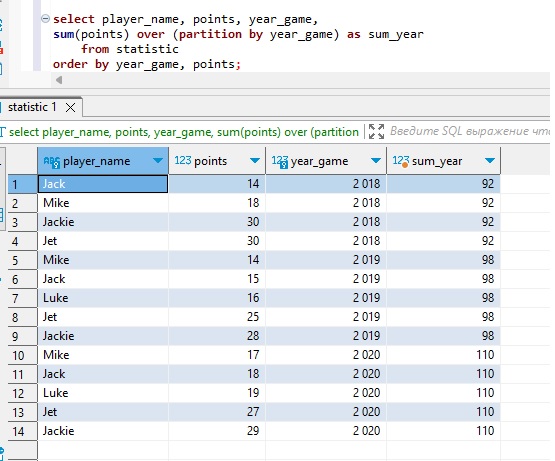 select player_name, points, year_game,
sum(points) over (partition by year_game) as sum_year
from statistic
order by year_game, points;
statistic 1
select player_name, points, year_game, sum(points) over (partition
Введите SQL выражение чт
ABC player_name 123 points 123 year_game 123 sum_year
1 Jack 14 2 018 92
2 Mike 18 2 018 92
3 Jackie 30 2 018 92
4 Jet 30 2 018 92
5 Mike 14 2 019 98
6 Jack 15 2 019 98
7 Luke 16 2 019 98
8 Jet 25 2 019 98
9 Jackie 28 2 019 98
10 Mike 17 2 020 110
11 Jack 18 2 020 110
12 Luke 19 2 020 110
13 Jet 27 2 020 110
14 Jackie 29 2 020 110